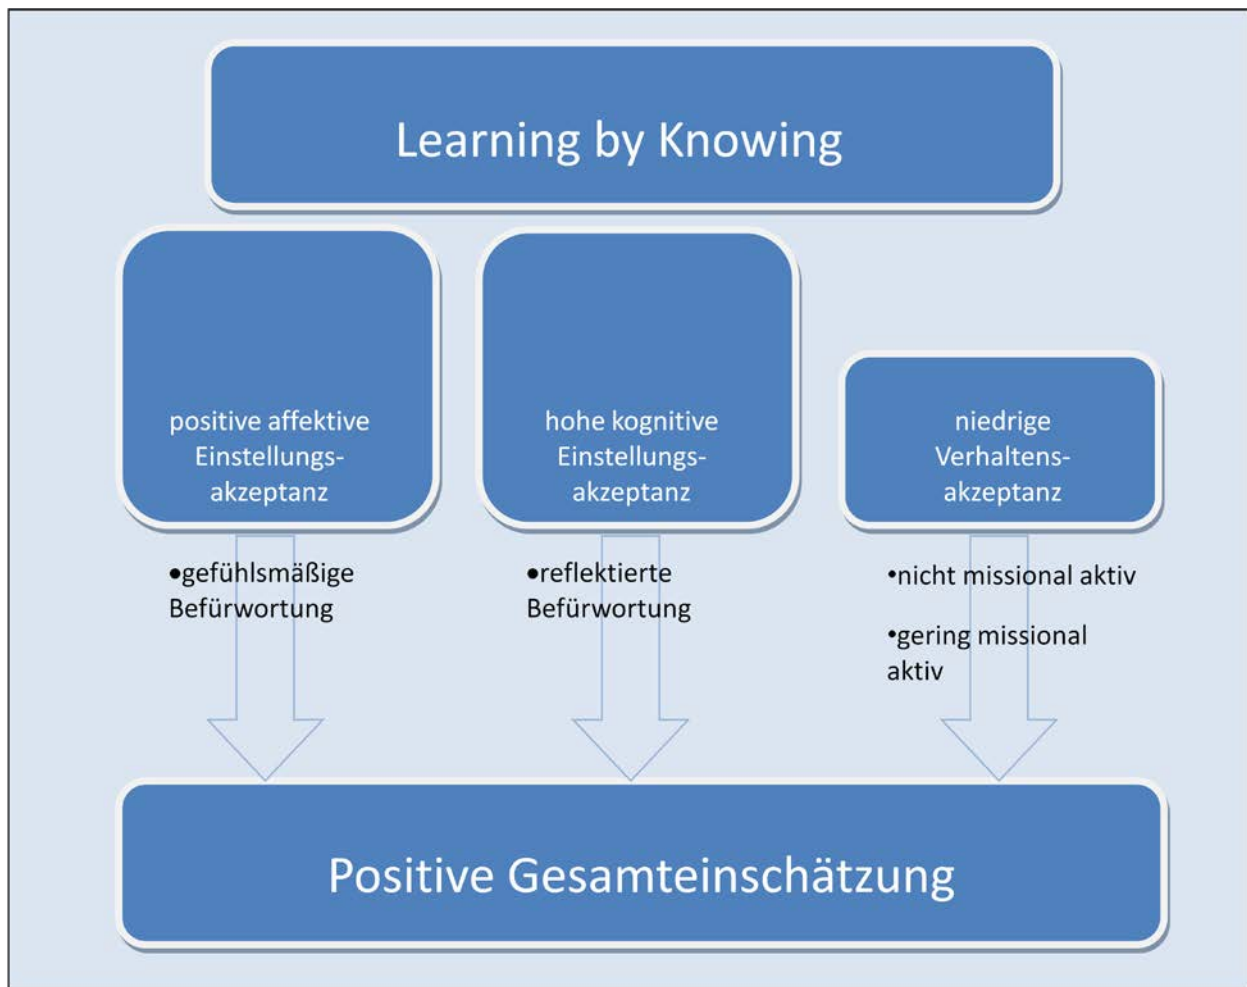 Learning by Knowing
positive affektive
Einstellungs-
akzeptanz
hohe kognitive
Einstellungs-
akzeptanz
niedrige
Verhaltens-
akzeptanz
•gefühlsmäßige
Befürwortung
•reflektierte
Befürwortung
•nicht missional aktiv
•gering missional
aktiv
Positive Gesamteinschätzung